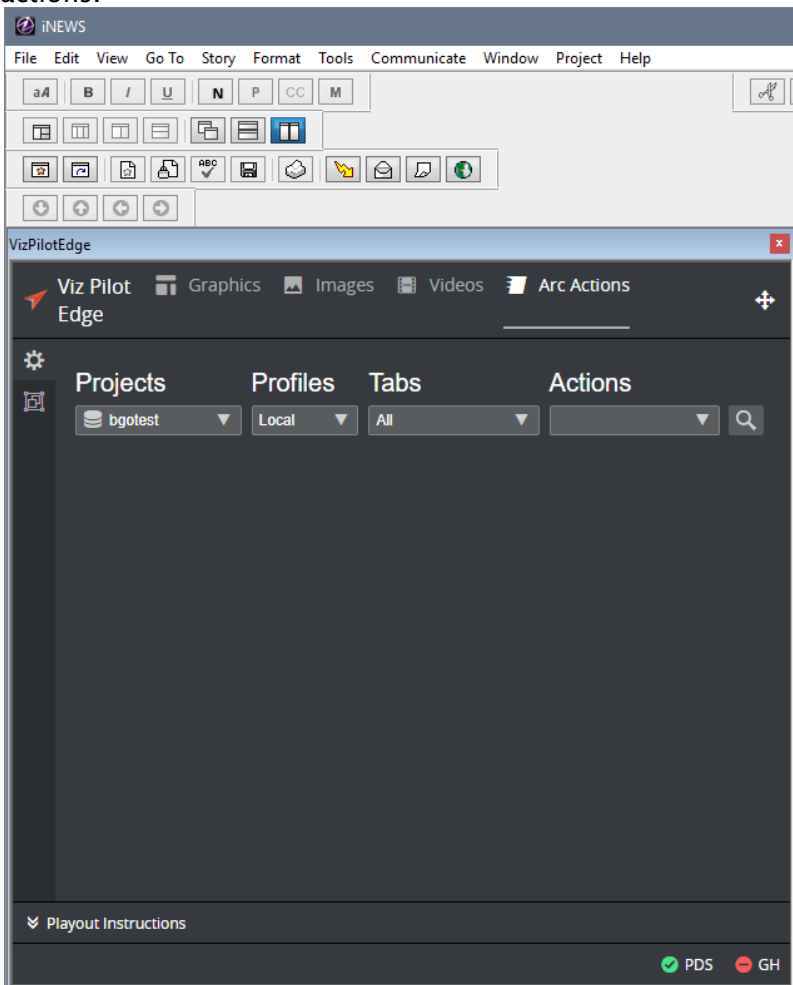 actions.
iNEWS
File Edit View Go To Story Format Tools Communicate Window Project Help
aA B I U N P CC M
ABC
VizPilotEdge x
Viz Pilot Edge Graphics Images Videos Arc Actions
Projects Profiles Tabs Actions
bgotest Local All
Playout Instructions
PDS GH